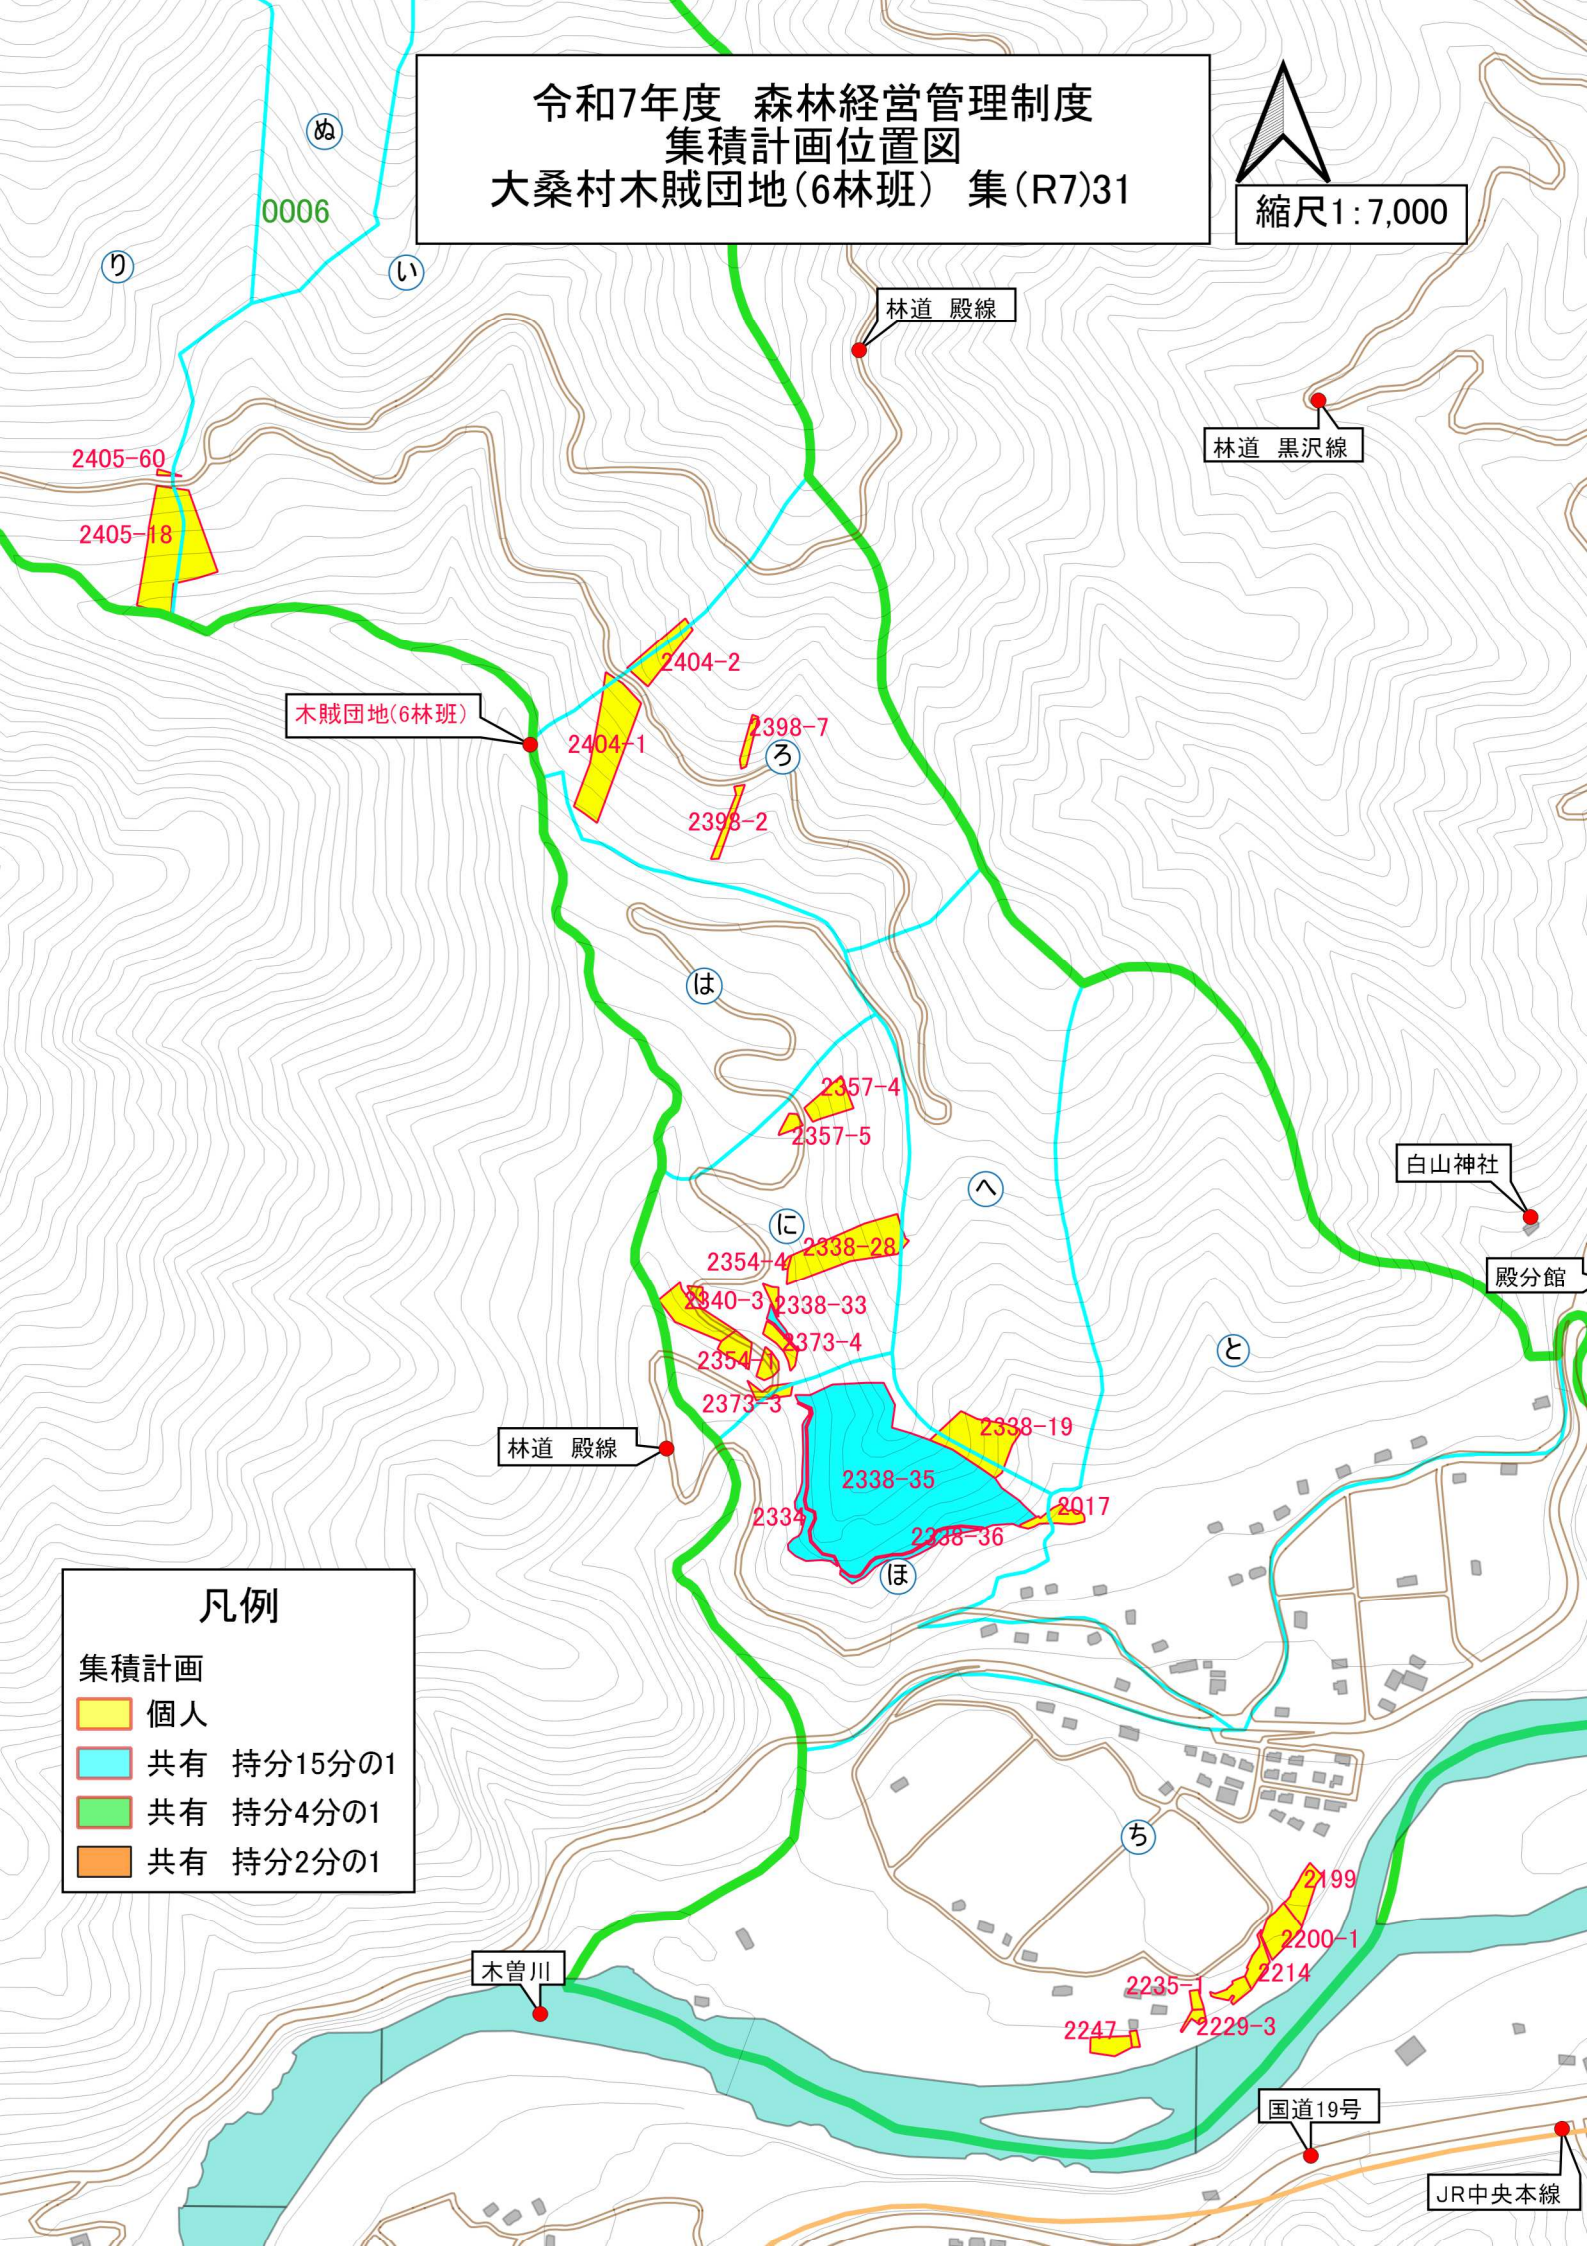 令和7年度　森林経営管理制度
集積計画位置図
大桑村木賊団地(6林班)　集(R7)31
縮尺1:7,000
ぬ
0006
り
い
林道　殿線
林道　黒沢線
2405-60
2405-18
2404-2
木賊団地(6林班)
2404-1
2398-7
ろ
2398-2
は
2357-4
2357-5
白山神社
へ
に
2338-28
2354-4
殿分館
2340-3
2338-33
2373-4
と
2354-1
2373-3
2338-19
林道　殿線
2338-35
2017
2334
2338-36
ほ
凡例
集積計画
個人
共有　持分15分の1
共有　持分4分の1
共有　持分2分の1
ち
2199
2200-1
木曽川
2214
2235-1
2247
2229-3
国道19号
JR中央本線